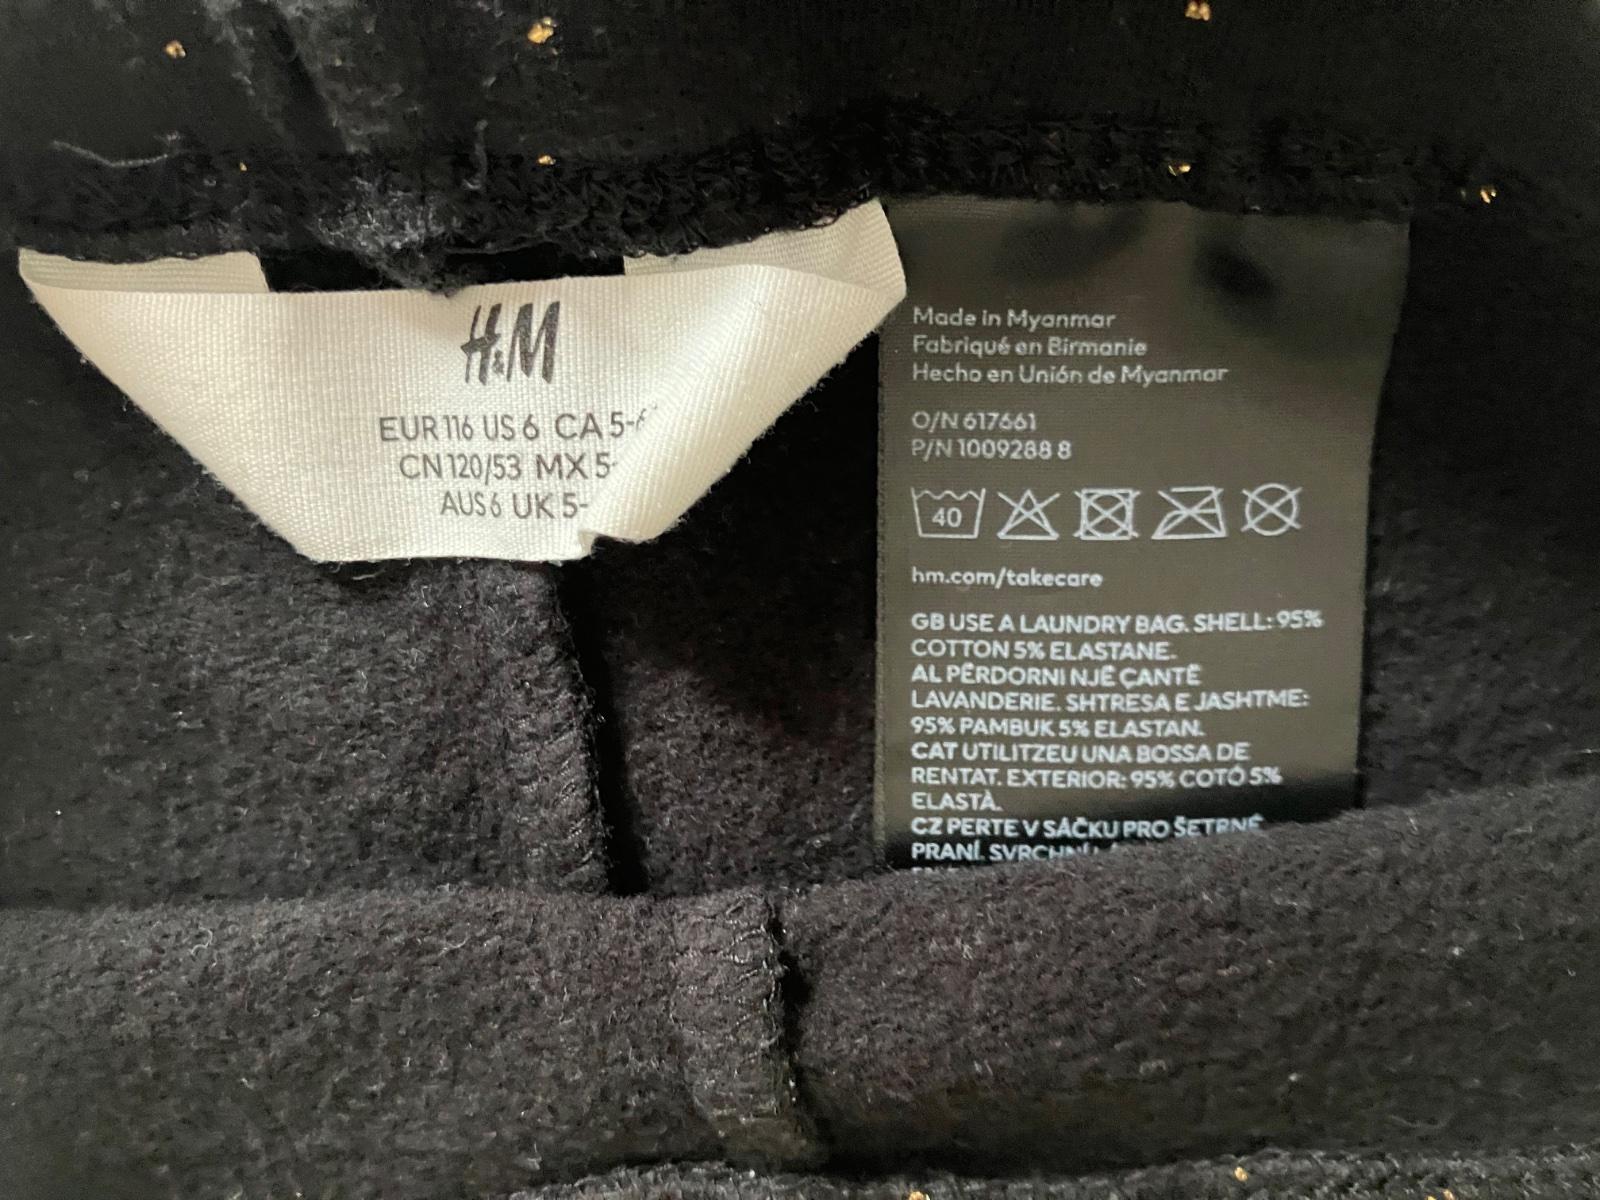 H&M
EUR 116 US 6 CA 5-6
CN 120/53 MX 5-
AUS 6 UK 5-
Made in Myanmar
Fabriqué en Birmanie
Hecho en Unión de Myanmar
O/N 617661
P/N 1009288 8
40
hm.com/takecare
GB USE A LAUNDRY BAG. SHELL: 95%
COTTON 5% ELASTANE.
AL PËRDORNI NJË ÇANTË
LAVANDERIE. SHTRESA E JASHTME:
95% PAMBUK 5% ELASTAN.
CAT UTILITZEU UNA BOSSA DE
RENTAT. EXTERIOR: 95% COTÓ 5%
ELASTÀ.
CZ PERTE V SÁČKU PRO ŠETRNÉ
PRANÍ. SVRCHNÍ